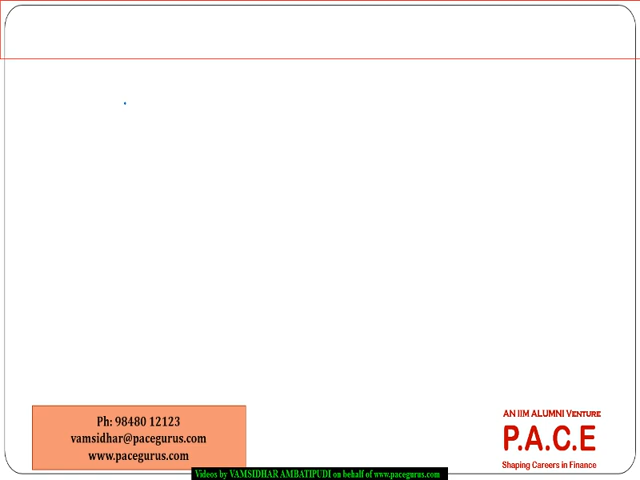 Ph: 98480 12123
vamsidhar@pacegurus.com
www.pacegurus.com
AN IIM ALUMNI VENTURE
P.A.C.E
Shaping Careers in Finance
Videos by VAMSIDHAR AMBATIPUDI on behalf of www.pacegurus.com